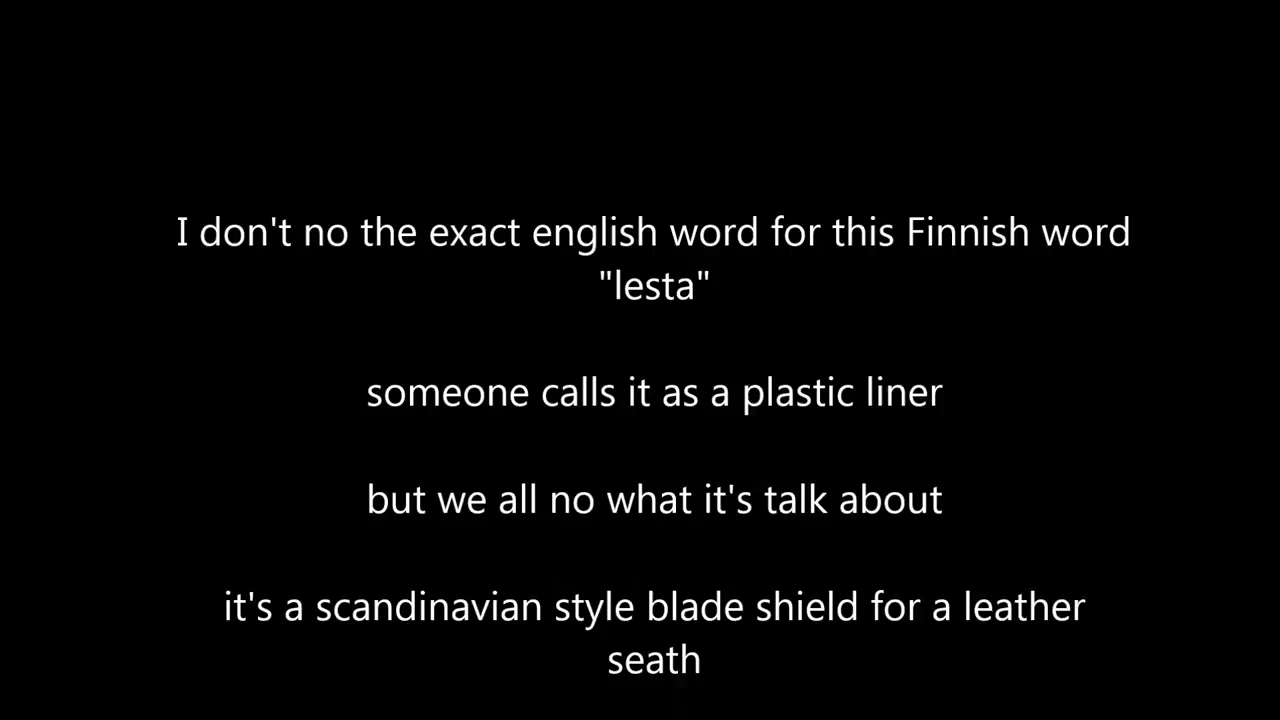 I don't no the exact english word for this Finnish word
"lesta"
someone calls it as a plastic liner
but we all no what it's talk about
it's a scandinavian style blade shield for a leather
seath